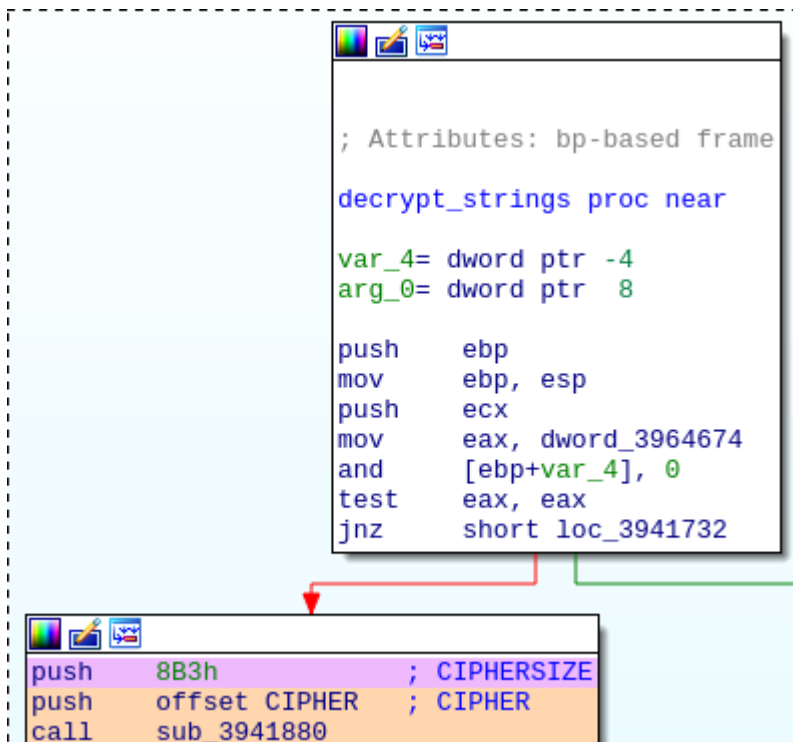 ; Attributes: bp-based frame
decrypt_strings proc near
var_4= dword ptr -4
arg_0= dword ptr  8
push    ebp
mov     ebp, esp
push    ecx
mov     eax, dword_3964674
and     [ebp+var_4], 0
test    eax, eax
jnz     short loc_3941732
push    8B3h            ; CIPHERSIZE
push    offset CIPHER   ; CIPHER
call    sub_3941880